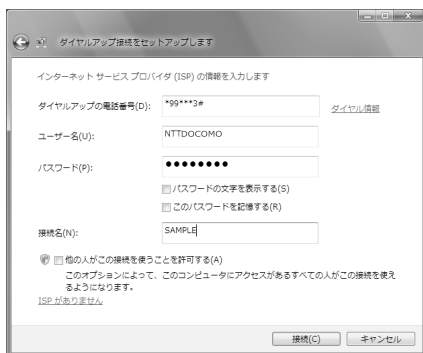 ダイヤルアップ接続をセットアップします
インターネット サービス プロバイダ (ISP) の情報を入力します
ダイヤルアップの電話番号(D): *99***3# ダイヤル情報
ユーザー名(U): NTTDOCOMO
パスワード(P): ●●●●●●●●
パスワードの文字を表示する(S)
このパスワードを記憶する(R)
接続名(N): SAMPLE
他の人がこの接続を使うことを許可する(A)
このオプションによって、このコンピュータにアクセスがあるすべての人がこの接続を使え
るようになります。
ISP がありません
接続(C) キャンセル